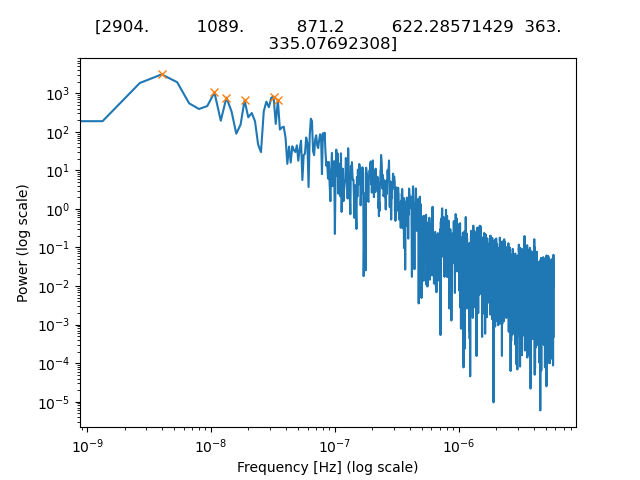 [2904. 1089. 871.2 622.28571429 363.
335.07692308]
Power (log scale)
10³
10²
10¹
10⁰
10⁻¹
10⁻²
10⁻³
10⁻⁴
10⁻⁵
10⁻⁹ 10⁻⁸ 10⁻⁷ 10⁻⁶
Frequency [Hz] (log scale)